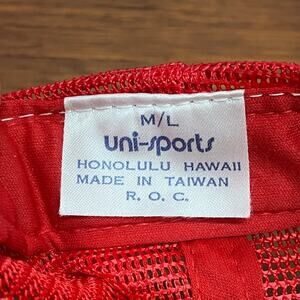 M/L
uni-sports
HONOLULU HAWAII
MADE IN TAIWAN
R. O. C.